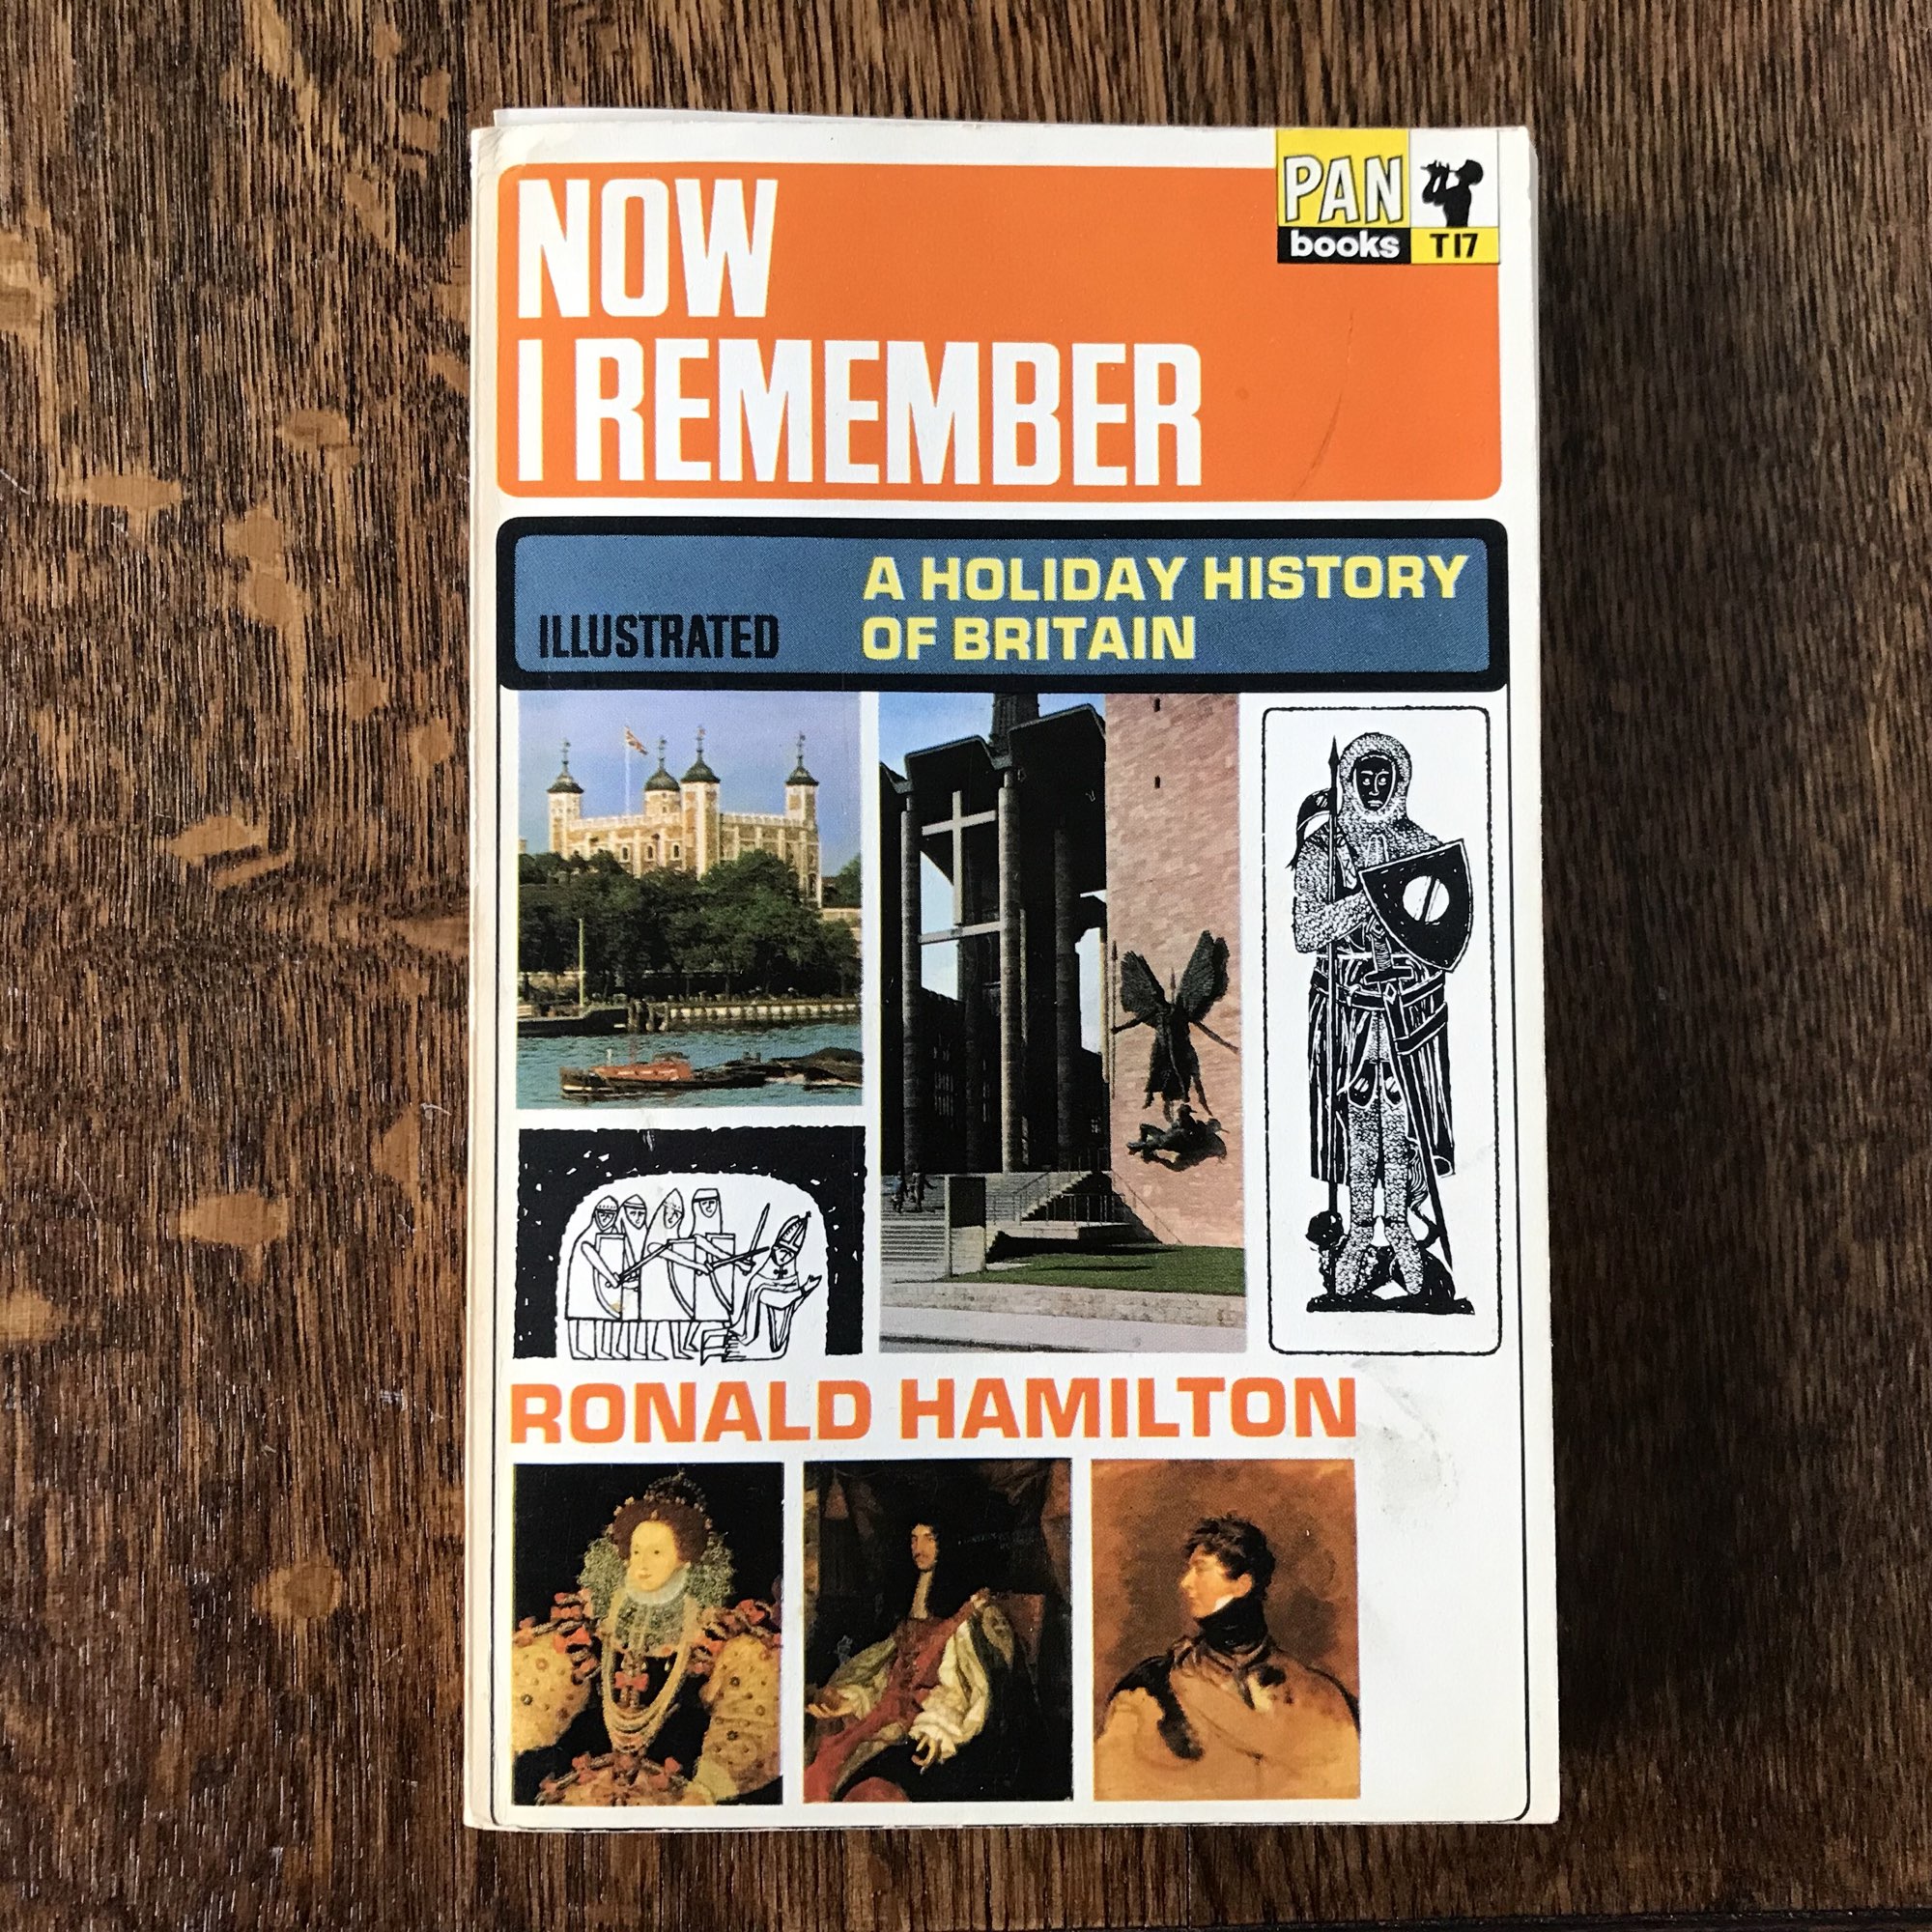 PAN
books T17
NOW
I REMEMBER
ILLUSTRATED
A HOLIDAY HISTORY
OF BRITAIN
RONALD HAMILTON